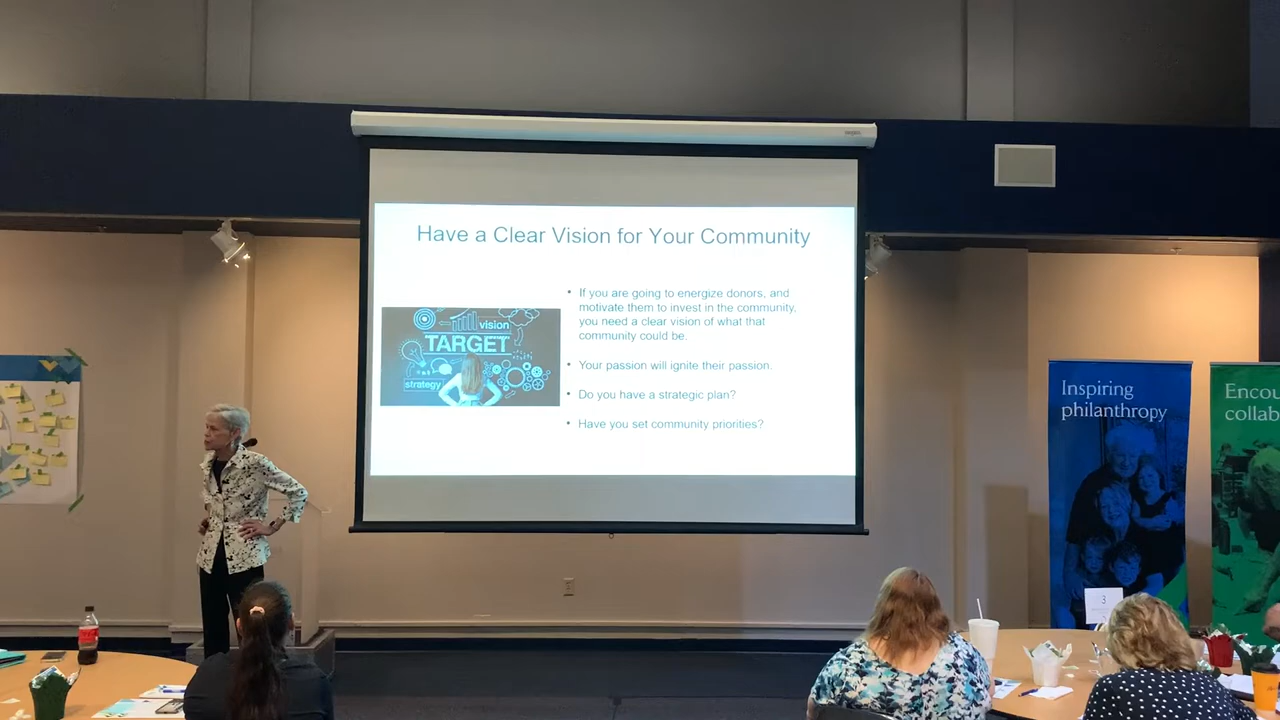 Have a Clear Vision for Your Community
• If you are going to energize donors, and
motivate them to invest in the community,
you need a clear vision of what that
community could be.
• Your passion will ignite their passion.
• Do you have a strategic plan?
• Have you set community priorities?
vision
TARGET
strategy
Inspiring
philanthropy
Encou
collab
3